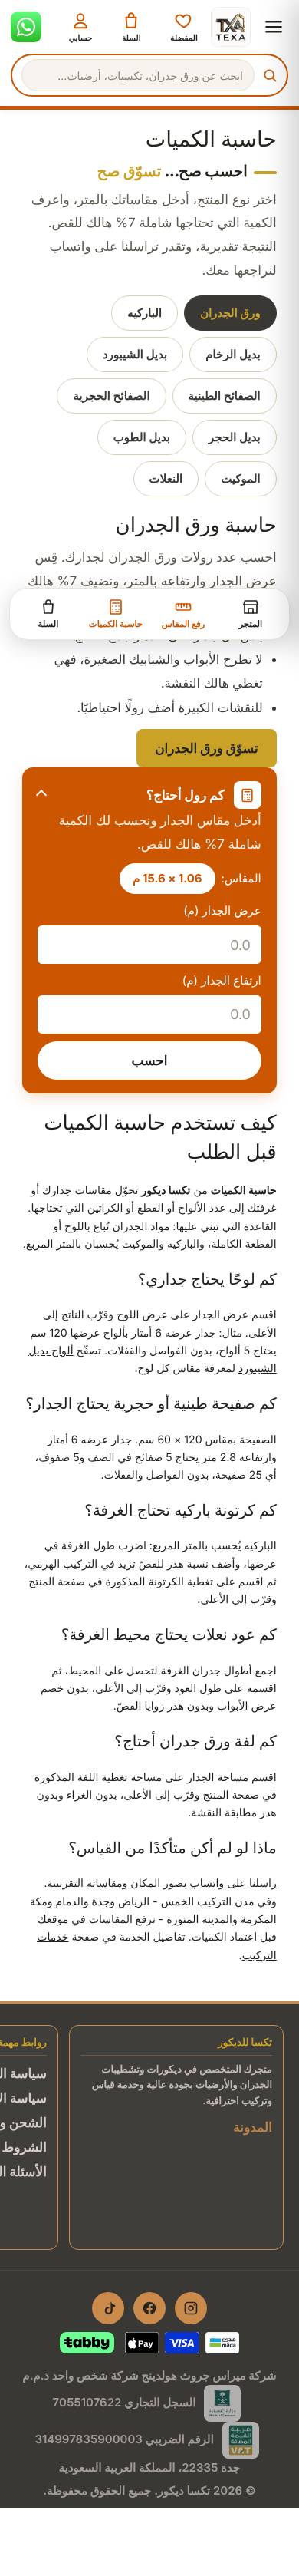 TEXA
المفضلة
السلة
حسابي
ابحث عن ورق جدران، تكسيات، أرضيات...
حاسبة الكميات
احسب صح... تسوّق صح
اختر نوع المنتج، أدخل مقاساتك بالمتر، واعرف
الكمية التي تحتاجها شاملة 7% هالك للقص.
النتيجة تقديرية، وتقدر تراسلنا على واتساب
لنراجعها معك.
ورق الجدران
الباركيه
بديل الرخام
بديل الشيبورد
الصفائح الطينية
الصفائح الحجرية
بديل الحجر
بديل الطوب
الموكيت
النعلات
حاسبة ورق الجدران
احسب عدد رولات ورق الجدران لجدارك. قِس
عرض الجدار وارتفاعه بالمتر، ونضيف 7% هالك
المتجر
رفع المقاس
حاسبة الكميات
السلة
لا تطرح الأبواب والشبابيك الصغيرة، فهي
تغطي هالك النقشة.
للنقشات الكبيرة أضف رولًا احتياطيًا.
تسوّق ورق الجدران
كم رول أحتاج؟
أدخل مقاس الجدار ونحسب لك الكمية
شاملة 7% هالك للقص.
المقاس: 1.06 × 15.6 م
عرض الجدار (م)
0.0
ارتفاع الجدار (م)
0.0
احسب
كيف تستخدم حاسبة الكميات
قبل الطلب
حاسبة الكميات من تكسا ديكور تحوّل مقاسات جدارك أو
غرفتك إلى عدد الألواح أو القطع أو الكراتين التي تحتاجها.
القاعدة التي تبني عليها: مواد الجدران تُباع باللوح أو
القطعة الكاملة، والباركيه والموكيت يُحسبان بالمتر المربع.
كم لوحًا يحتاج جداري؟
اقسم عرض الجدار على عرض اللوح وقرّب الناتج إلى
الأعلى. مثال: جدار عرضه 6 أمتار بألواح عرضها 120 سم
يحتاج 5 ألواح، بدون الفواصل والقفلات. تصفّح ألواح بديل
الشيبورد لمعرفة مقاس كل لوح.
كم صفيحة طينية أو حجرية يحتاج الجدار؟
الصفيحة بمقاس 120 × 60 سم. جدار عرضه 6 أمتار
وارتفاعه 2.8 متر يحتاج 5 صفائح في الصف و5 صفوف،
أي 25 صفيحة، بدون الفواصل والقفلات.
كم كرتونة باركيه تحتاج الغرفة؟
الباركيه يُحسب بالمتر المربع: اضرب طول الغرفة في
عرضها، وأضف نسبة هدر للقصّ تزيد في التركيب الهرمي،
ثم اقسم على تغطية الكرتونة المذكورة في صفحة المنتج
وقرّب إلى الأعلى.
كم عود نعلات يحتاج محيط الغرفة؟
اجمع أطوال جدران الغرفة لتحصل على المحيط، ثم
اقسمه على طول العود وقرّب إلى الأعلى، بدون خصم
عرض الأبواب وبدون هدر زوايا القصّ.
كم لفة ورق جدران أحتاج؟
اقسم مساحة الجدار على مساحة تغطية اللفة المذكورة
في صفحة المنتج وقرّب إلى الأعلى، بدون الغراء وبدون
هدر مطابقة النقشة.
ماذا لو لم أكن متأكدًا من القياس؟
راسلنا على واتساب بصور المكان ومقاساته التقريبية.
وفي مدن التركيب الخمس - الرياض وجدة والدمام ومكة
المكرمة والمدينة المنورة - نرفع المقاسات في موقعك
قبل اعتماد الكميات. تفاصيل الخدمة في صفحة خدمات
التركيب.
تكسا للديكور
متجرك المتخصص في ديكورات وتشطيبات
الجدران والأرضيات بجودة عالية وخدمة قياس
وتركيب احترافية.
المدونة
روابط مهمة
سياسة
سياسة
الشحن
الشروط
الأسئلة
mada
VISA
Apple Pay
tabby
شركة ميراس جروث هولدينج شركة شخص واحد ذ.م.م
السجل التجاري 7055107622
الرقم الضريبي 314997835900003
جدة 22335، المملكة العربية السعودية
© 2026 تكسا ديكور. جميع الحقوق محفوظة.